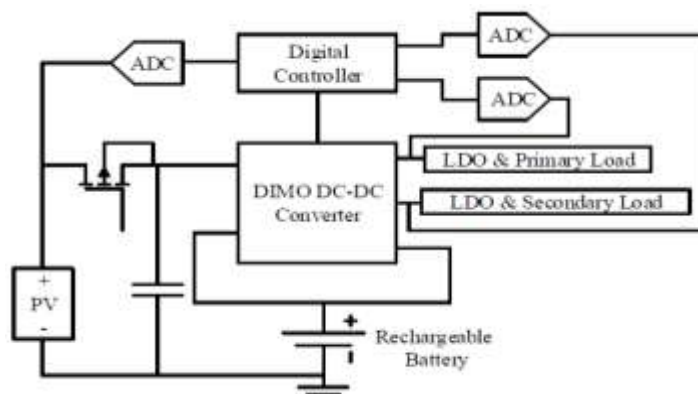 ADC
Digital
Controller
ADC
ADC
LDO & Primary Load
DIMO DC-DC
Converter
LDO & Secondary Load
+
PV
-
+
Rechargeable
Battery